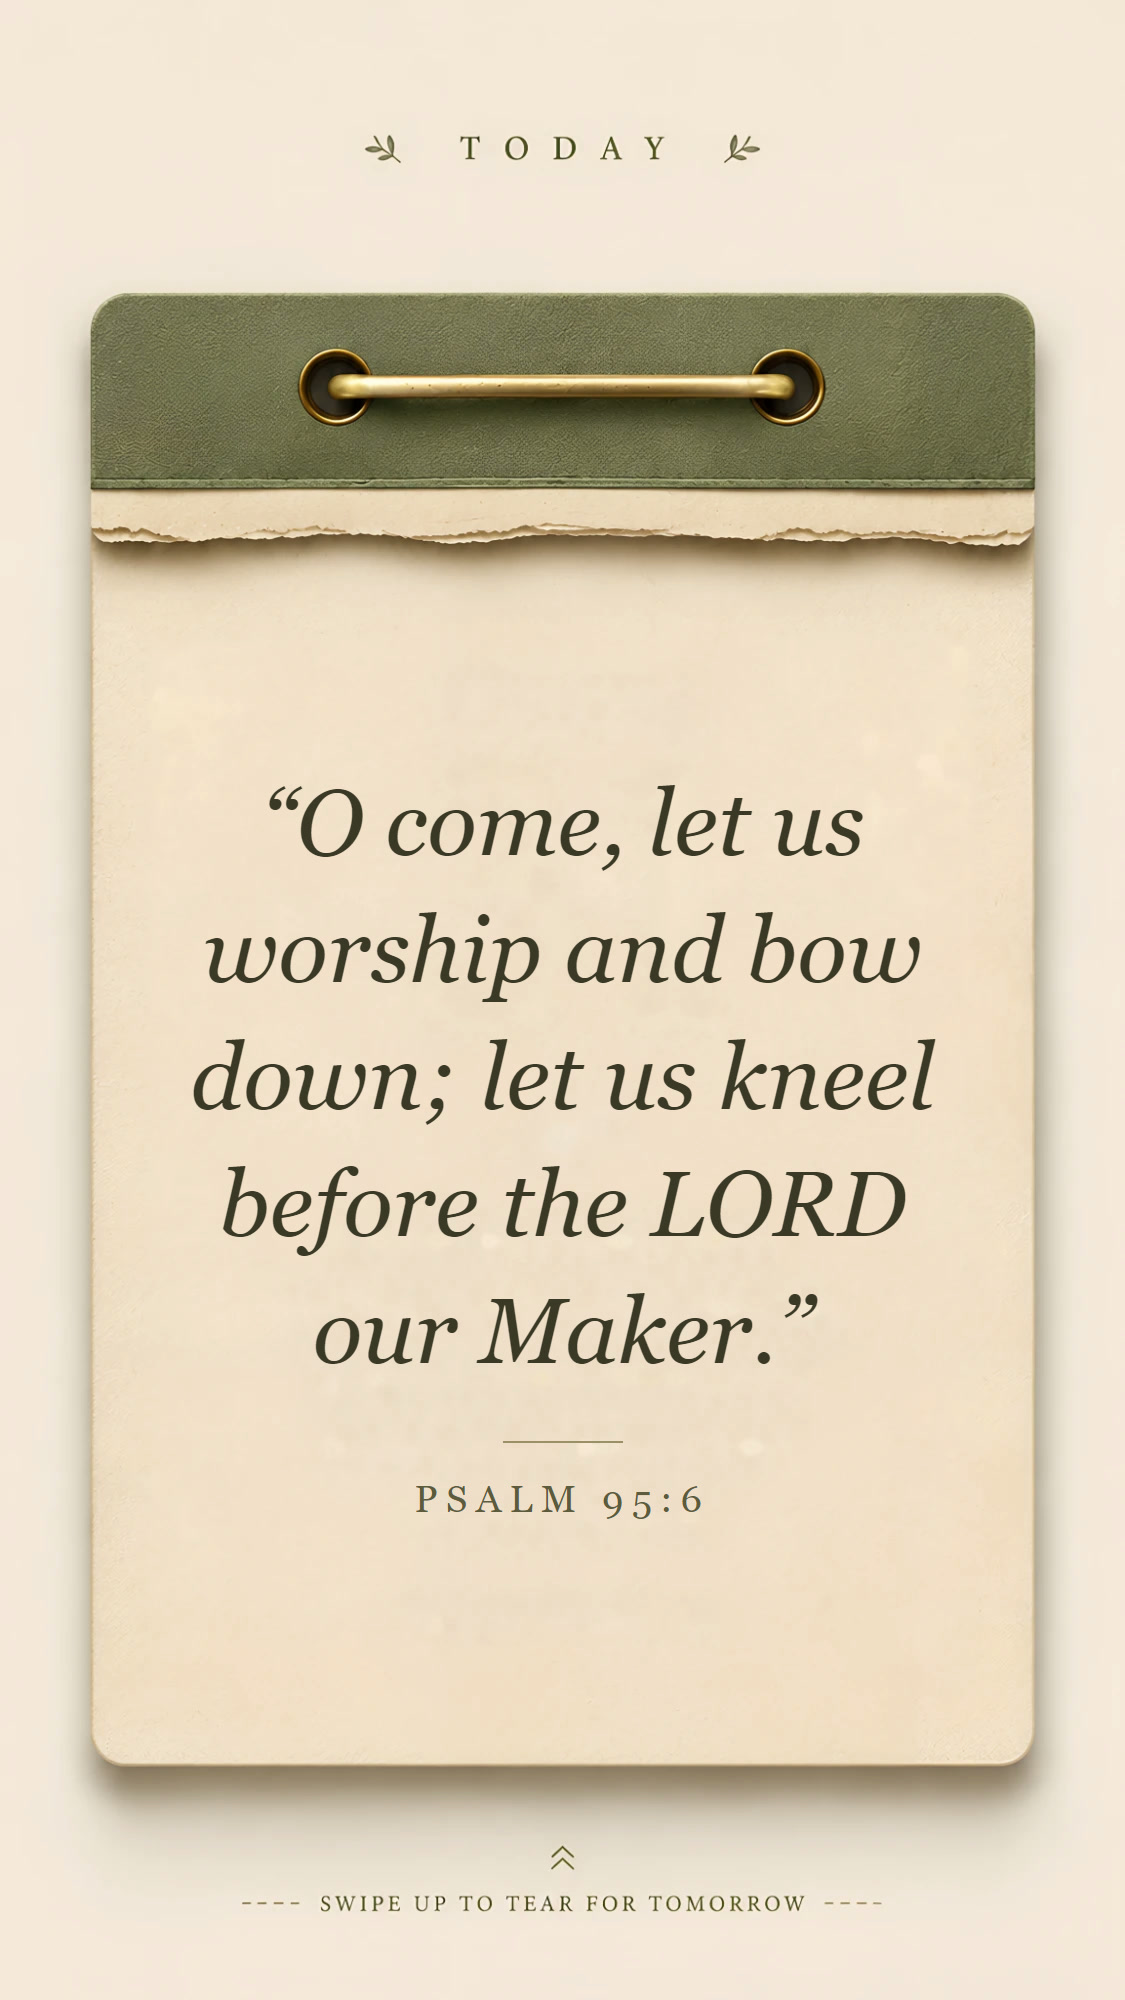 TODAY
“O come, let us
worship and bow
down; let us kneel
before the LORD
our Maker.”
PSALM 95:6
SWIPE UP TO TEAR FOR TOMORROW